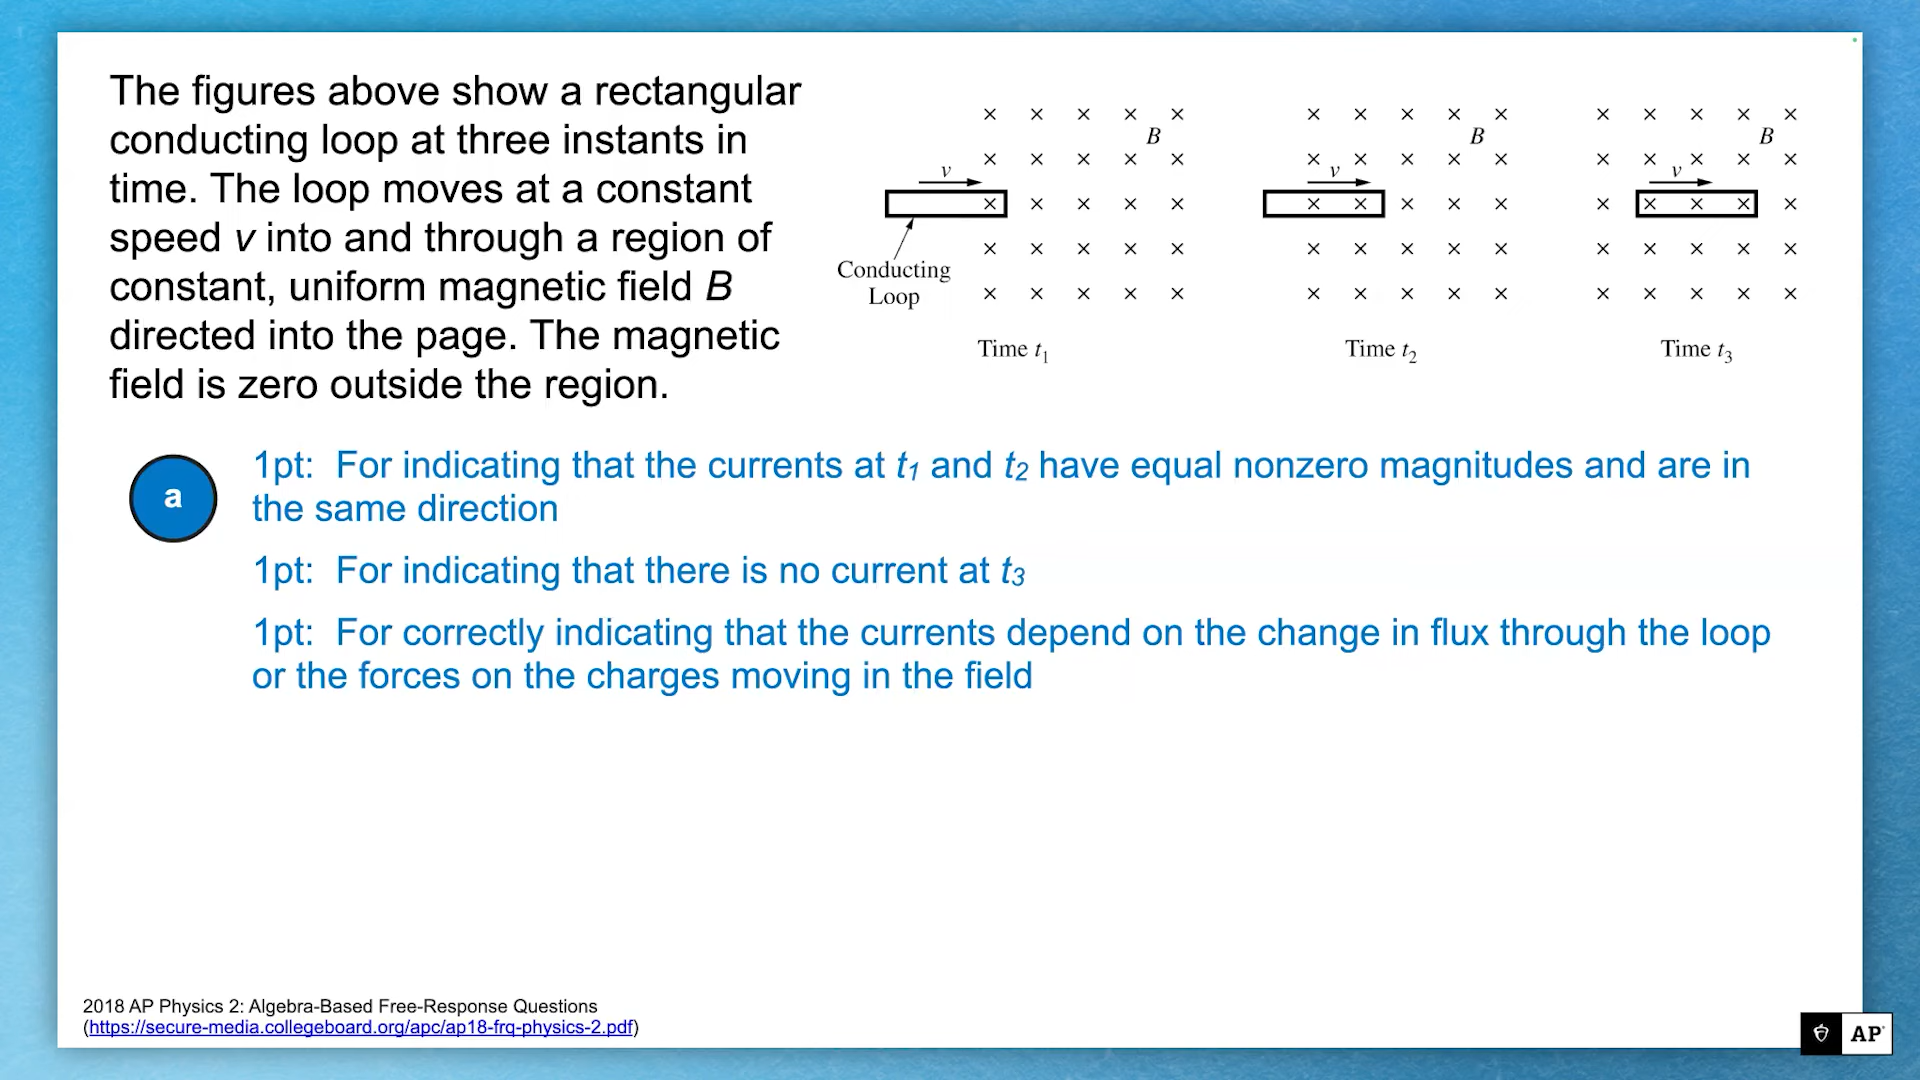 The figures above show a rectangular
conducting loop at three instants in
time. The loop moves at a constant
speed v into and through a region of
constant, uniform magnetic field B
directed into the page. The magnetic
field is zero outside the region.
× × × × ×
B
× × × × ×
v
× × × × ×
× × × × ×
Conducting
Loop
× × × × ×
Time t₁
× × × × ×
B
× × × × ×
v
× × × × ×
× × × × ×
× × × × ×
Time t₂
× × × × ×
B
× × × × ×
v
× × × × ×
× × × × ×
× × × × ×
Time t₃
a
1pt: For indicating that the currents at t₁ and t₂ have equal nonzero magnitudes and are in
the same direction
1pt: For indicating that there is no current at t₃
1pt: For correctly indicating that the currents depend on the change in flux through the loop
or the forces on the charges moving in the field
2018 AP Physics 2: Algebra-Based Free-Response Questions
(https://secure-media.collegeboard.org/apc/ap18-frq-physics-2.pdf)
AP